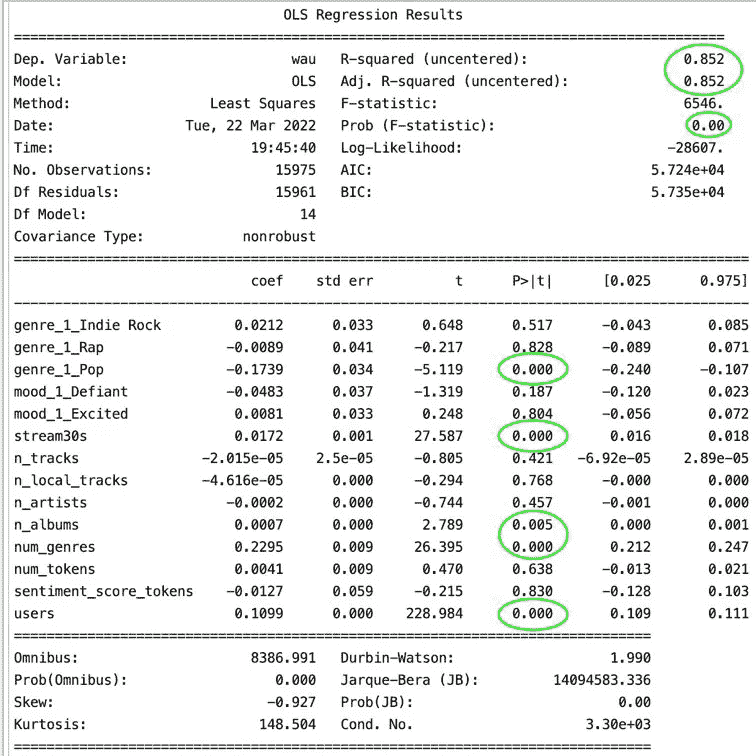 OLS Regression Results
==============================================================================
Dep. Variable: wau R-squared (uncentered): 0.852
Model: OLS Adj. R-squared (uncentered): 0.852
Method: Least Squares F-statistic: 6546.
Date: Tue, 22 Mar 2022 Prob (F-statistic): 0.00
Time: 19:45:40 Log-Likelihood: -28607.
No. Observations: 15975 AIC: 5.724e+04
Df Residuals: 15961 BIC: 5.735e+04
Df Model: 14
Covariance Type: nonrobust
==============================================================================
coef std err t P>|t| [0.025 0.975]
------------------------------------------------------------------------------
genre_1_Indie Rock 0.0212 0.033 0.648 0.517 -0.043 0.085
genre_1_Rap -0.0089 0.041 -0.217 0.828 -0.089 0.071
genre_1_Pop -0.1739 0.034 -5.119 0.000 -0.240 -0.107
mood_1_Defiant -0.0483 0.037 -1.319 0.187 -0.120 0.023
mood_1_Excited 0.0081 0.033 0.248 0.804 -0.056 0.072
stream30s 0.0172 0.001 27.587 0.000 0.016 0.018
n_tracks -2.015e-05 2.5e-05 -0.805 0.421 -6.92e-05 2.89e-05
n_local_tracks -4.616e-05 0.000 -0.294 0.768 -0.000 0.000
n_artists -0.0002 0.000 -0.744 0.457 -0.001 0.000
n_albums 0.0007 0.000 2.789 0.005 0.000 0.001
num_genres 0.2295 0.009 26.395 0.000 0.212 0.247
num_tokens 0.0041 0.009 0.470 0.638 -0.013 0.021
sentiment_score_tokens -0.0127 0.059 -0.215 0.830 -0.128 0.103
users 0.1099 0.000 228.984 0.000 0.109 0.111
==============================================================================
Omnibus: 8386.991 Durbin-Watson: 1.990
Prob(Omnibus): 0.000 Jarque-Bera (JB): 14094583.336
Skew: -0.927 Prob(JB): 0.00
Kurtosis: 148.504 Cond. No. 3.30e+03
==============================================================================